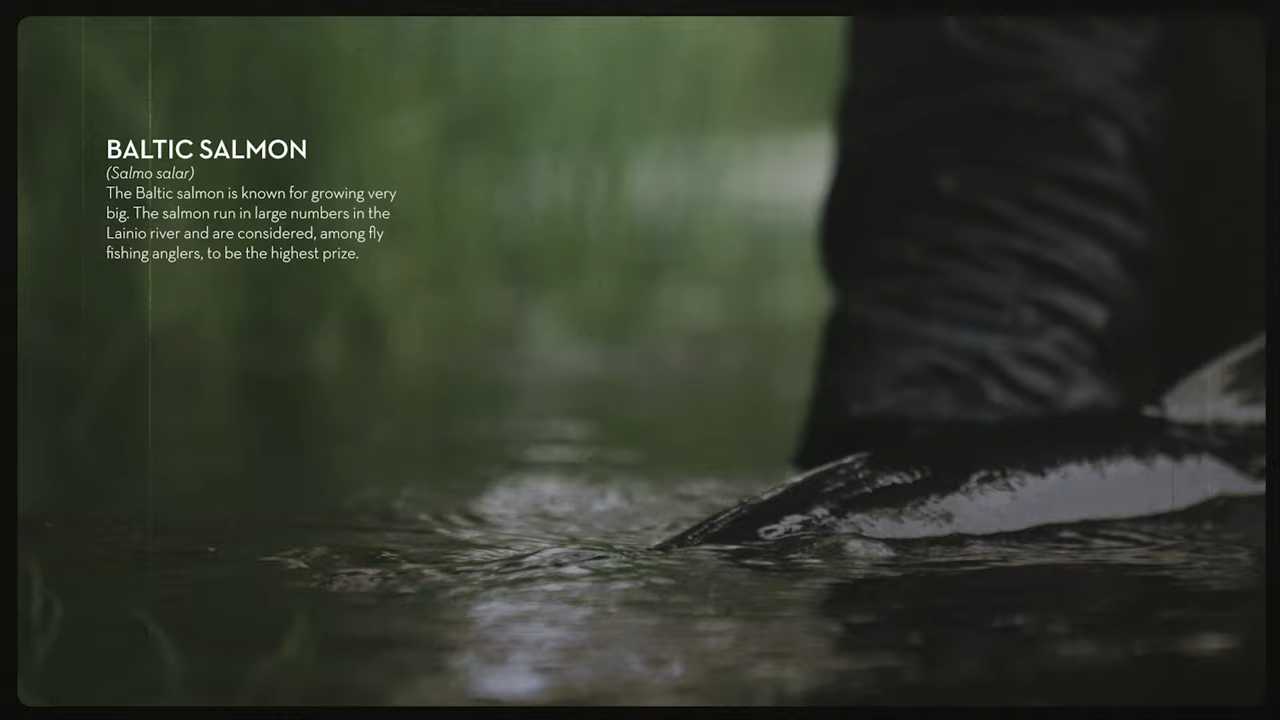 BALTIC SALMON
(Salmo salar)
The Baltic salmon is known for growing very
big. The salmon run in large numbers in the
Lainio river and are considered, among fly
fishing anglers, to be the highest prize.